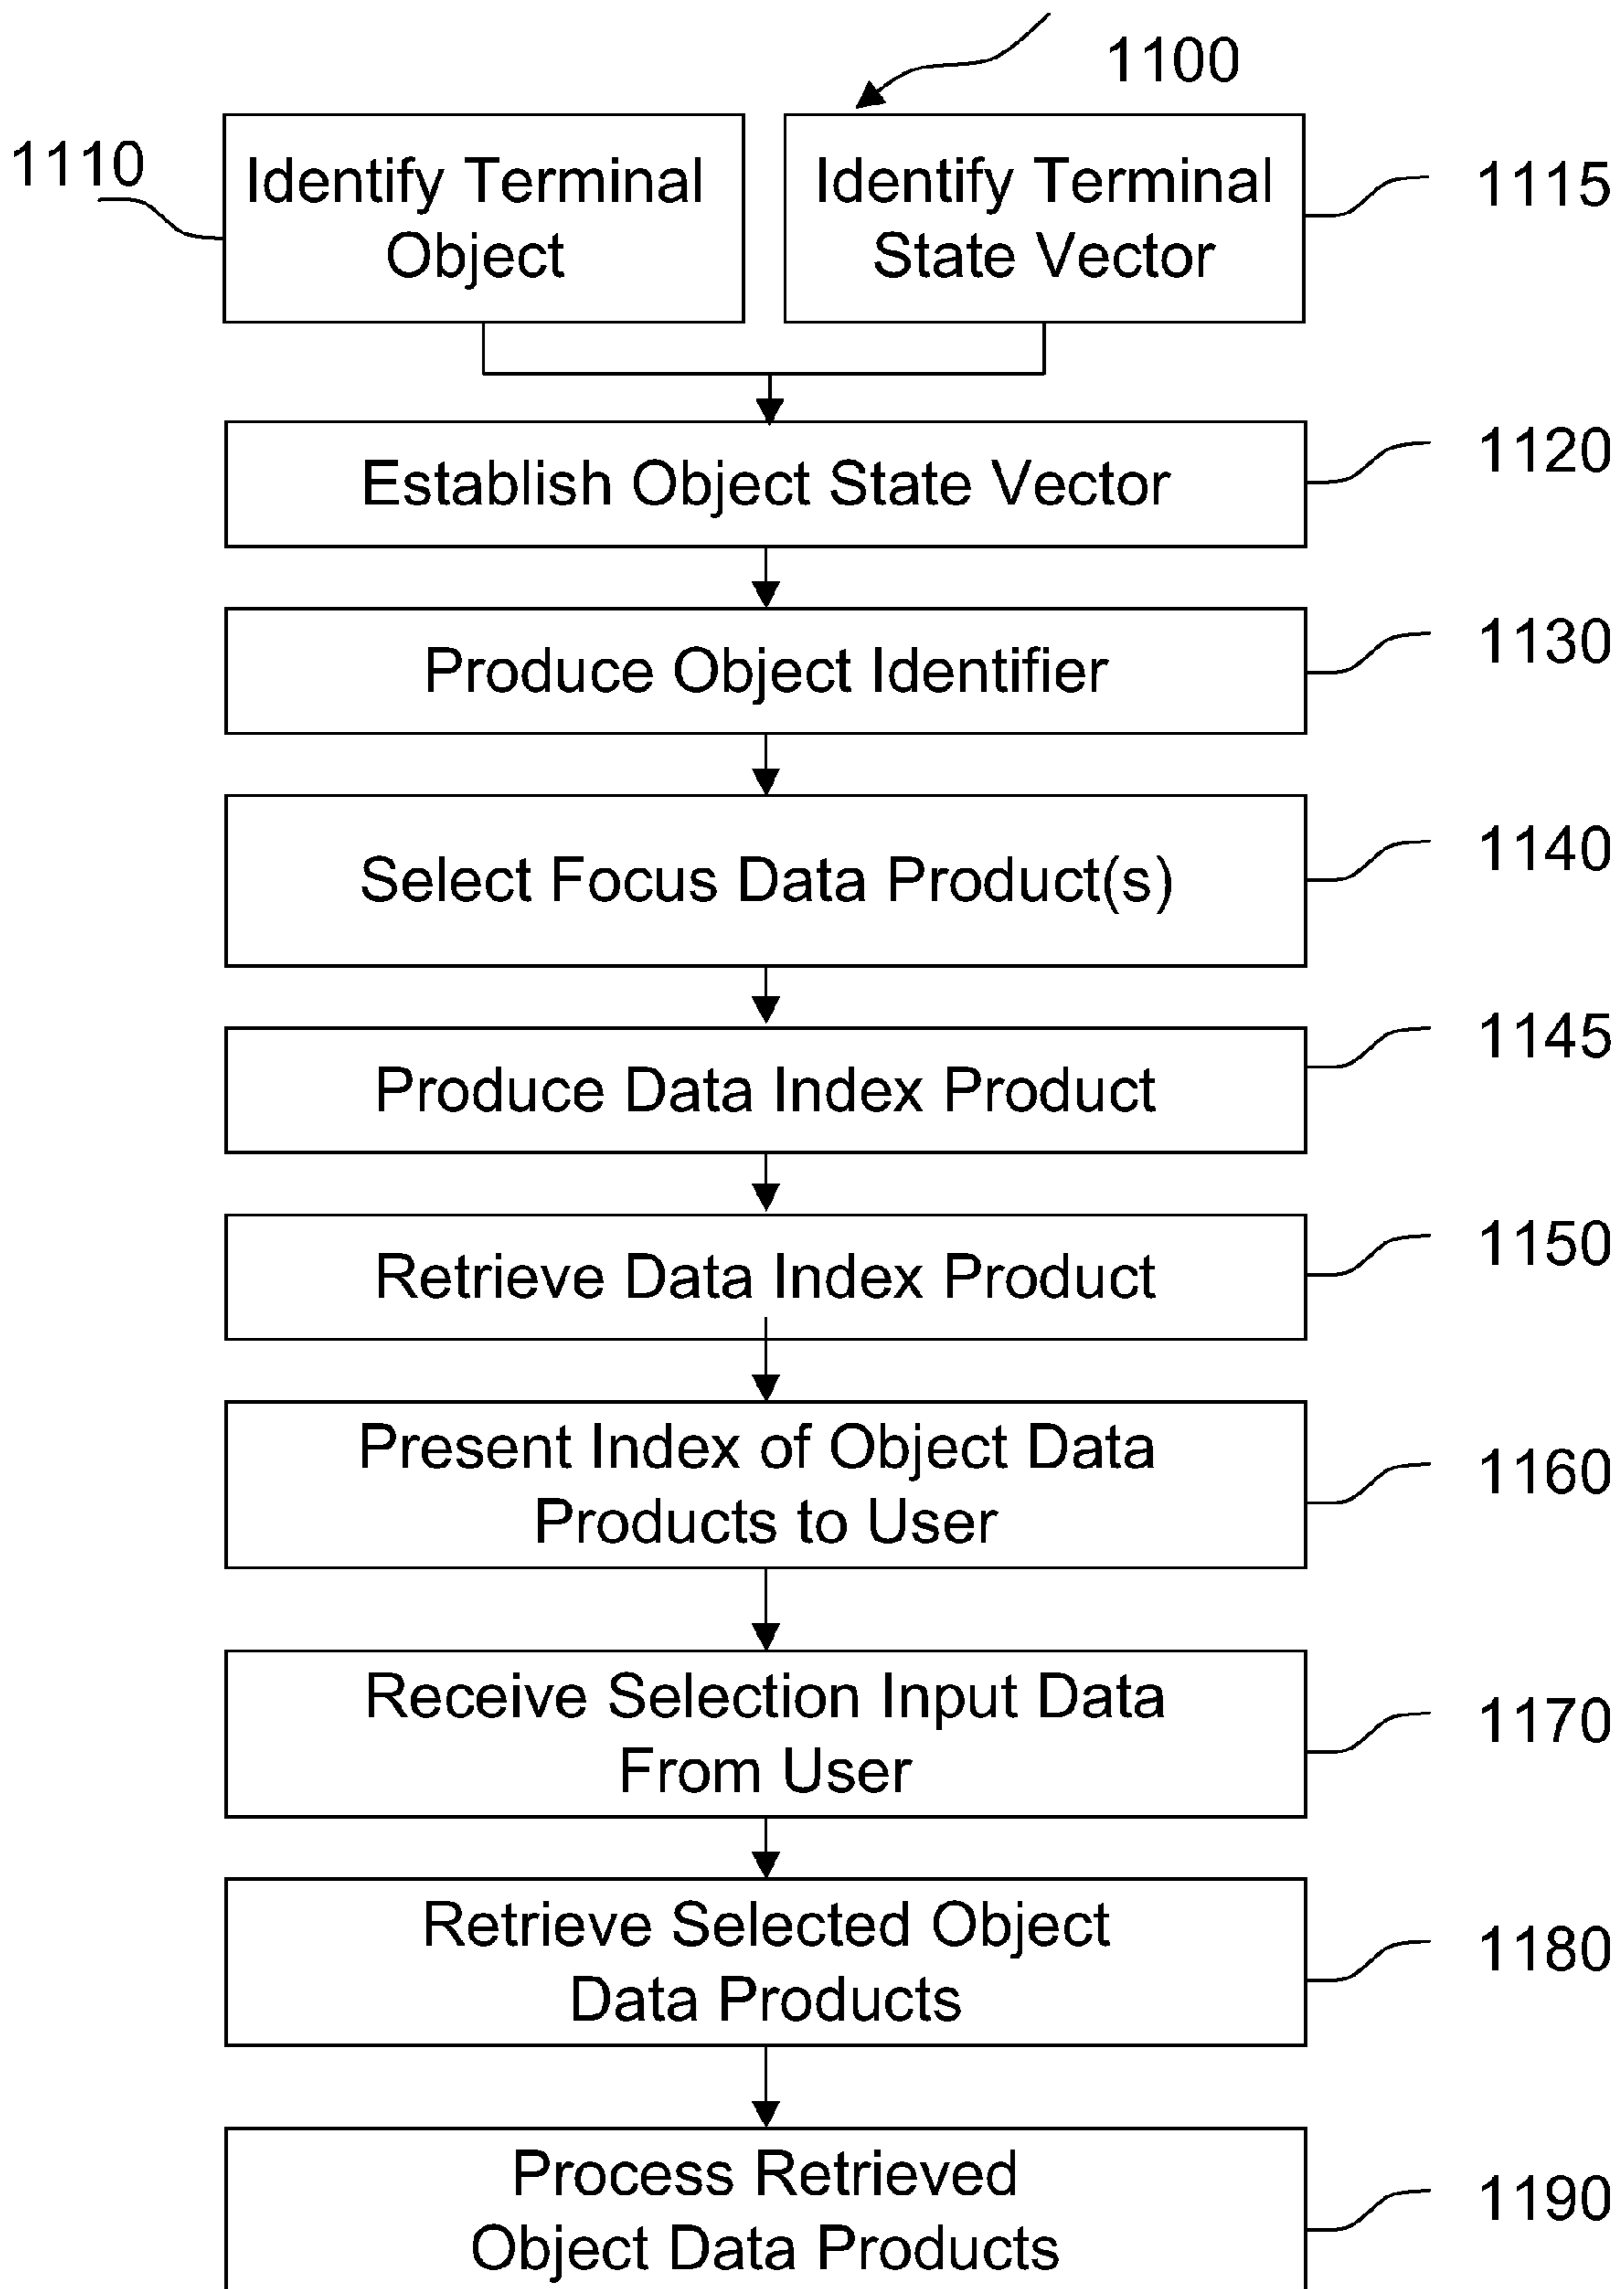 1100
1110
Identify Terminal
Object
Identify Terminal
State Vector
1115
Establish Object State Vector
1120
Produce Object Identifier
1130
Select Focus Data Product(s)
1140
Produce Data Index Product
1145
Retrieve Data Index Product
1150
Present Index of Object Data
Products to User
1160
Receive Selection Input Data
From User
1170
Retrieve Selected Object
Data Products
1180
Process Retrieved
Object Data Products
1190